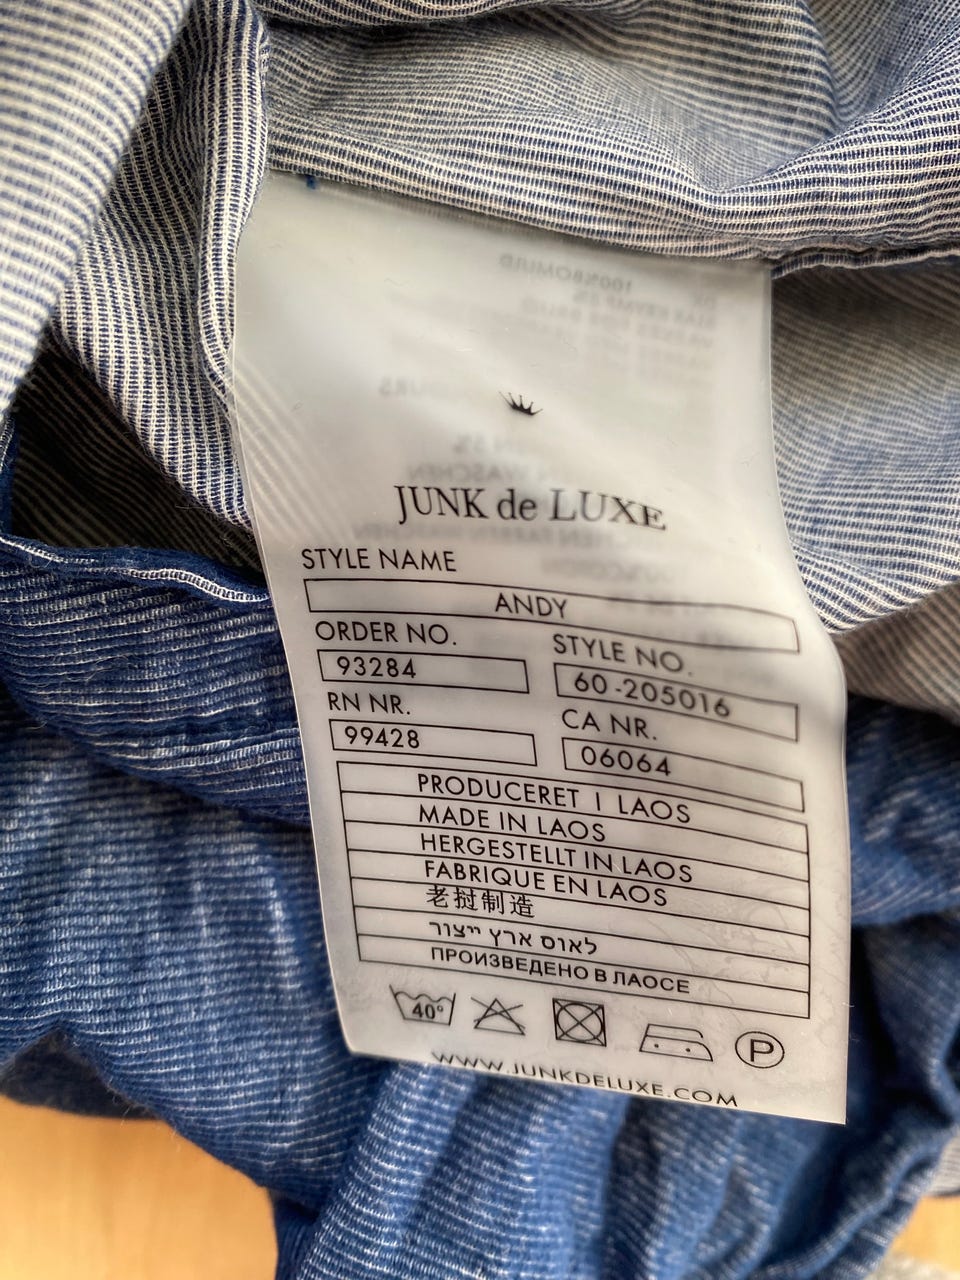 JUNK de LUXE
STYLE NAME
ANDY
ORDER NO.
STYLE NO.
93284
60-205016
RN NR.
CA NR.
99428
06064
PRODUCERET I LAOS
MADE IN LAOS
HERGESTELLT IN LAOS
FABRIQUE EN LAOS
老挝制造
לאוס ארץ ייצור
ПРОИЗВЕДЕНО В ЛАОСЕ
40°
P
WWW.JUNKDELUXE.COM